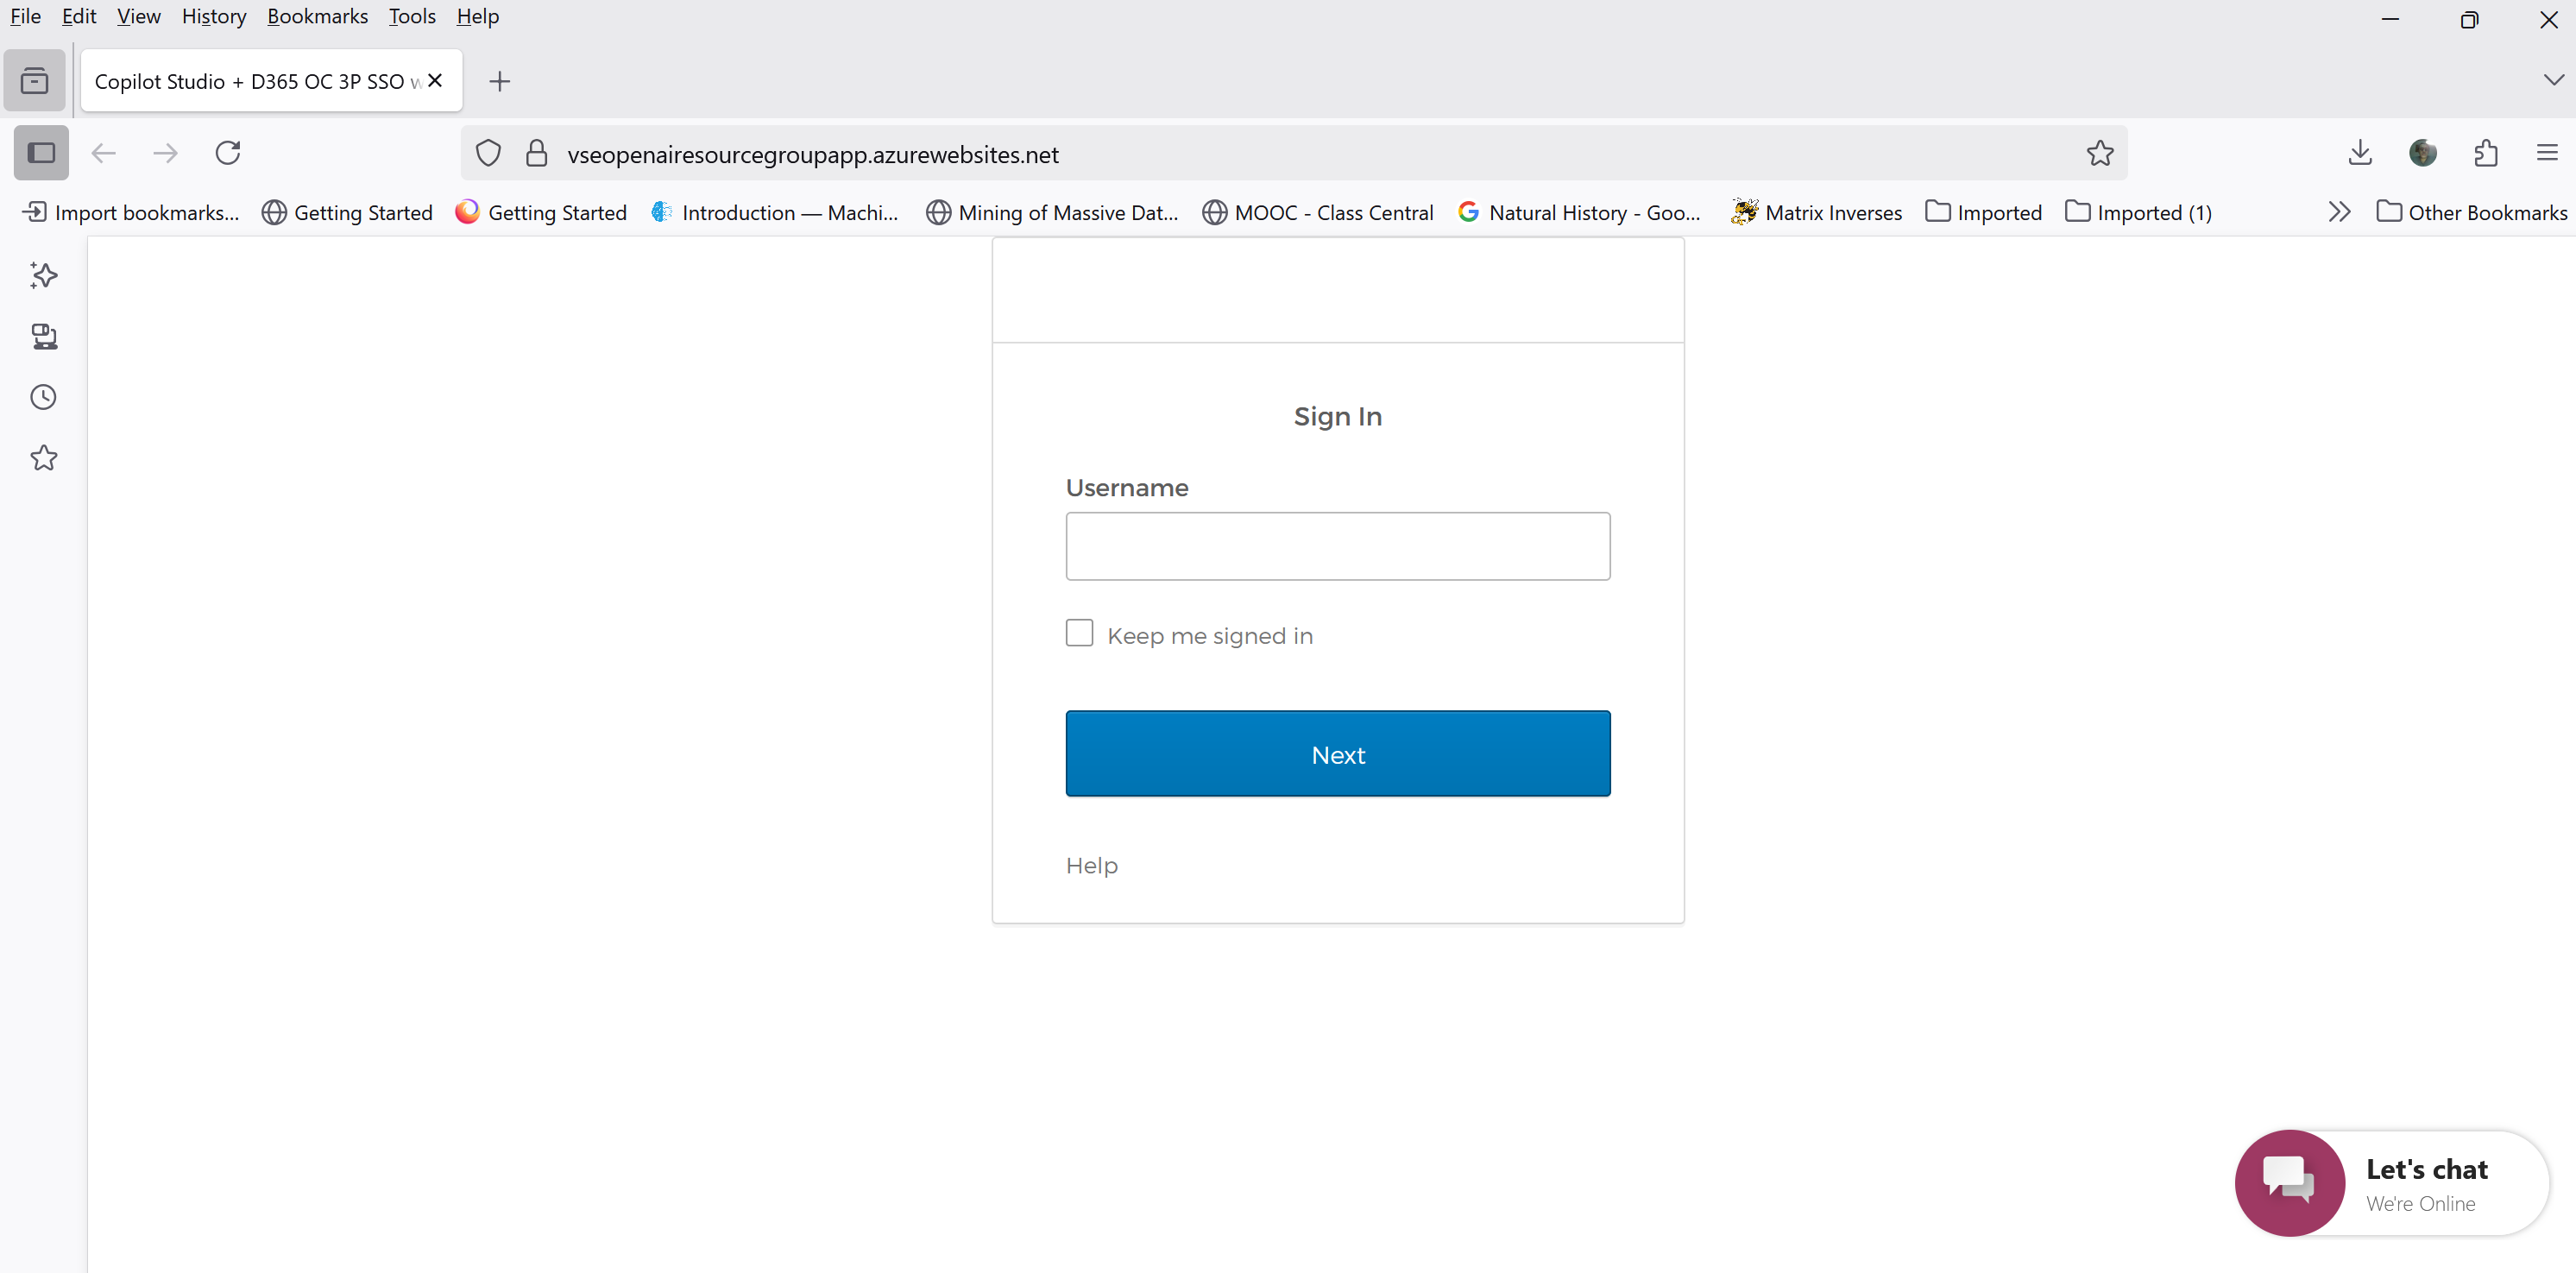 File Edit View History Bookmarks Tools Help
Copilot Studio + D365 OC 3P SSO
vseopenairesourcegroupapp.azurewebsites.net
Import bookmarks... Getting Started Getting Started Introduction — Machi... Mining of Massive Dat... MOOC - Class Central Natural History - Goo... Matrix Inverses Imported Imported (1) Other Bookmarks
Sign In
Username
Keep me signed in
Next
Help
Let's chat
We're Online